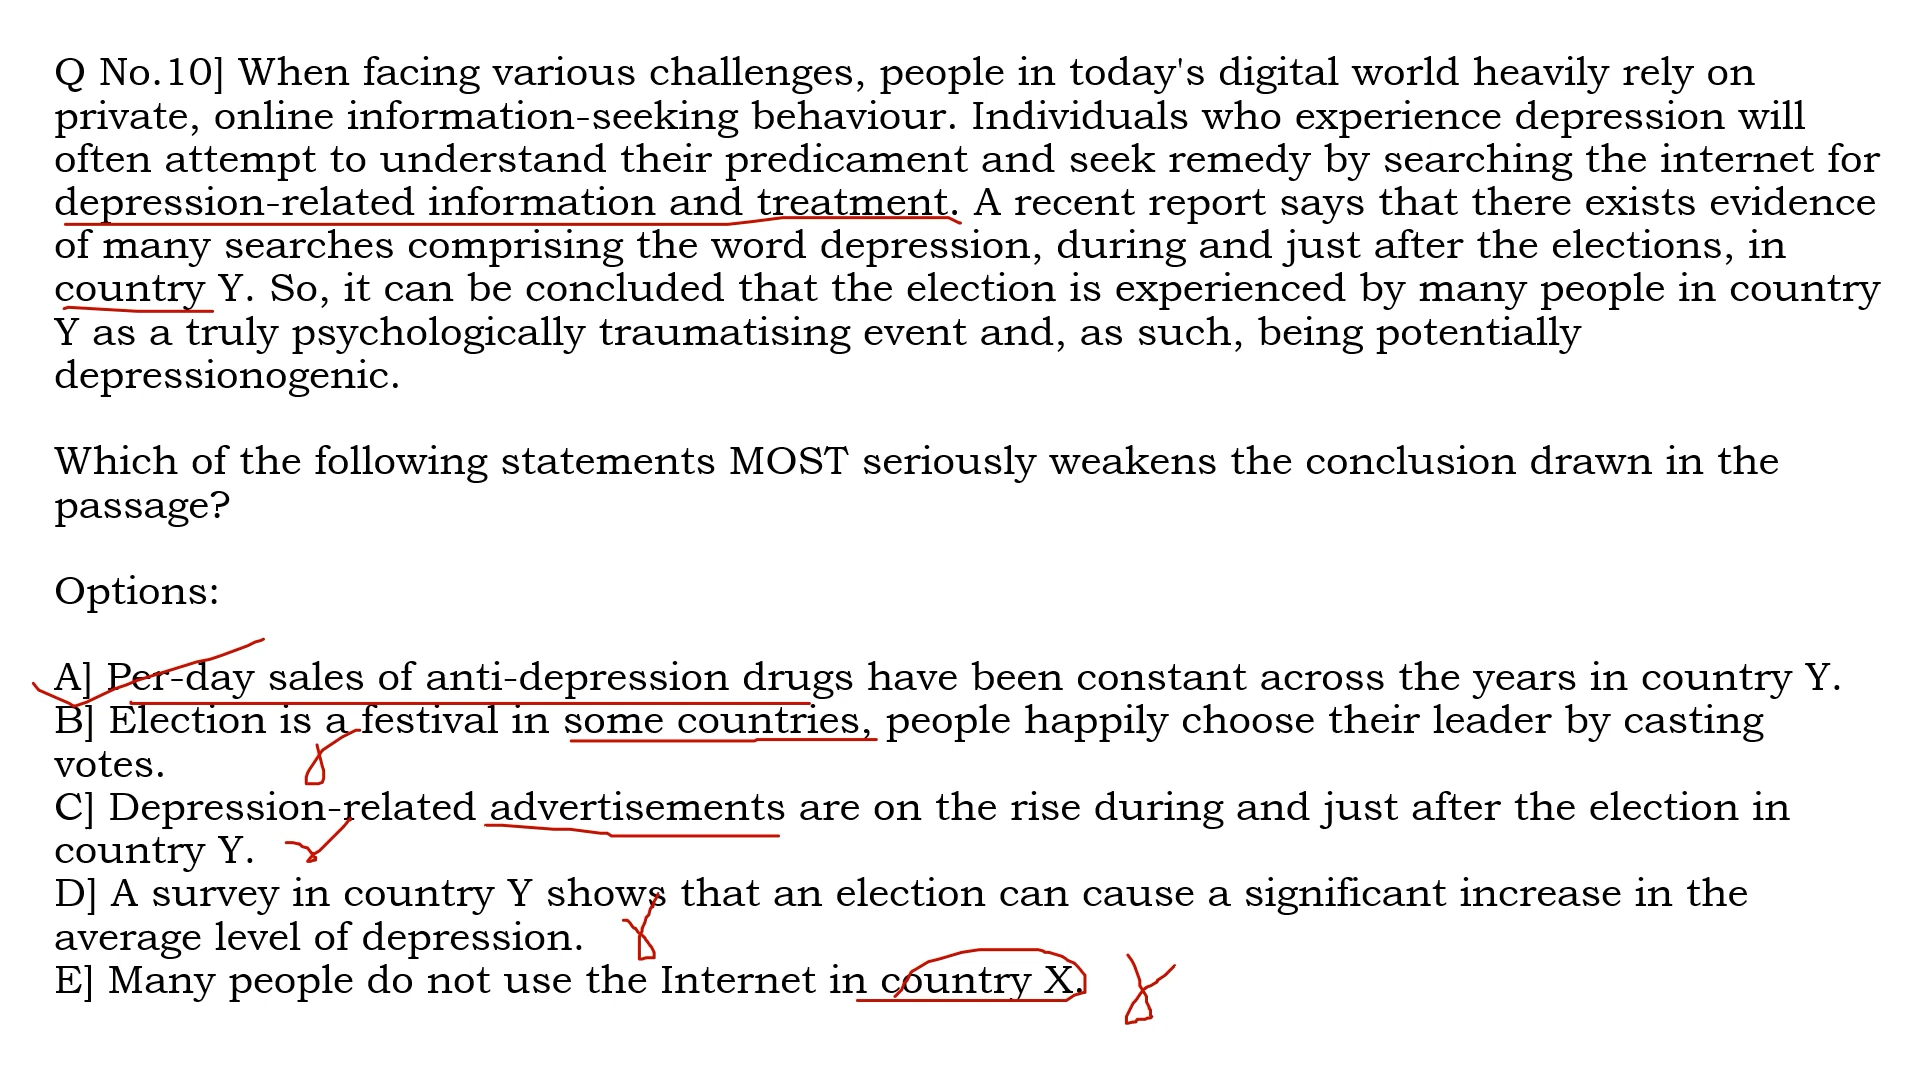 Q No.10] When facing various challenges, people in today's digital world heavily rely on
private, online information-seeking behaviour. Individuals who experience depression will
often attempt to understand their predicament and seek remedy by searching the internet for
depression-related information and treatment. A recent report says that there exists evidence
of many searches comprising the word depression, during and just after the elections, in
country Y. So, it can be concluded that the election is experienced by many people in country
Y as a truly psychologically traumatising event and, as such, being potentially
depressionogenic.
Which of the following statements MOST seriously weakens the conclusion drawn in the
passage?
Options:
A] Per-day sales of anti-depression drugs have been constant across the years in country Y.
B] Election is a festival in some countries, people happily choose their leader by casting
votes.
C] Depression-related advertisements are on the rise during and just after the election in
country Y.
D] A survey in country Y shows that an election can cause a significant increase in the
average level of depression.
E] Many people do not use the Internet in country X.